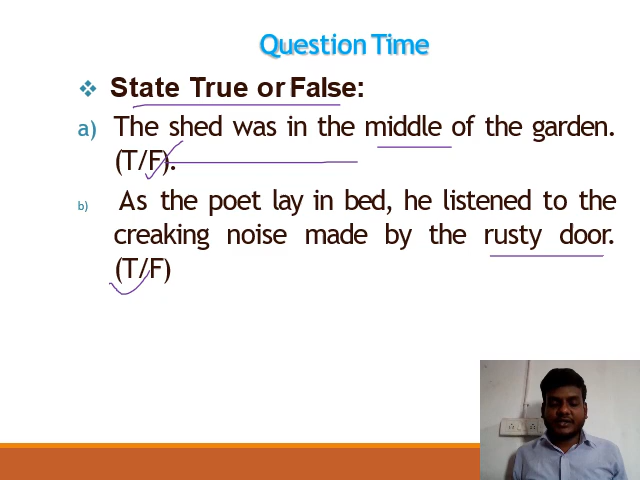 Question Time
❖ State True or False:
a) The shed was in the middle of the garden.
(T/F).
b) As the poet lay in bed, he listened to the
creaking noise made by the rusty door.
(T/F)